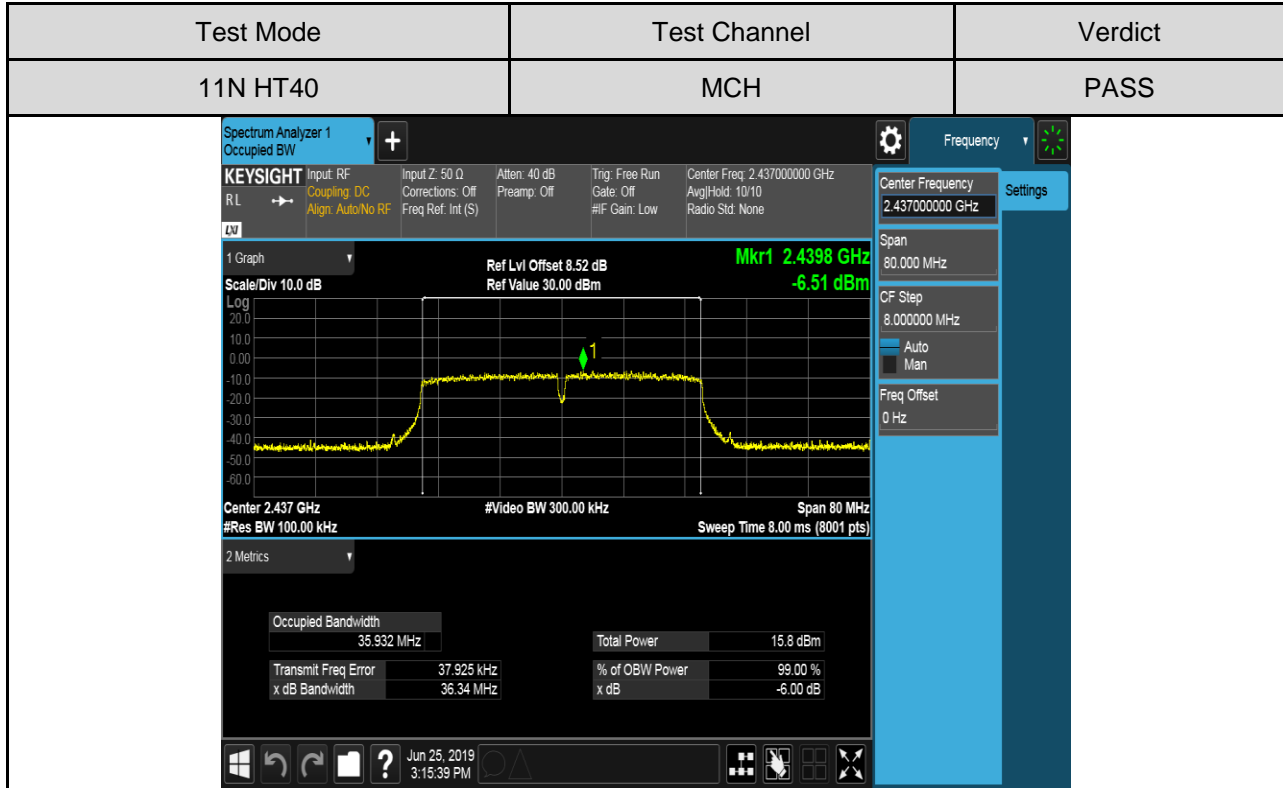 Test Mode Test Channel Verdict
11N HT40 MCH PASS
Spectrum Analyzer 1
Occupied BW
+
Frequency
KEYSIGHT
RL
LXI
Input: RF
Coupling: DC
Align: Auto/No RF
Input Z: 50 Ω
Corrections: Off
Freq Ref: Int (S)
Atten: 40 dB
Preamp: Off
Trig: Free Run
Gate: Off
#IF Gain: Low
Center Freq: 2.437000000 GHz
Avg|Hold: 10/10
Radio Std: None
Center Frequency
2.437000000 GHz
Settings
Span
80.000 MHz
CF Step
8.000000 MHz
Auto
Man
Freq Offset
0 Hz
1 Graph
Scale/Div 10.0 dB
Ref Lvl Offset 8.52 dB
Ref Value 30.00 dBm
Mkr1 2.4398 GHz
-6.51 dBm
Log
20.0
10.0
0.00
-10.0
-20.0
-30.0
-40.0
-50.0
-60.0
1
Center 2.437 GHz
#Res BW 100.00 kHz
#Video BW 300.00 kHz
Span 80 MHz
Sweep Time 8.00 ms (8001 pts)
2 Metrics
Occupied Bandwidth
35.932 MHz
Total Power 15.8 dBm
Transmit Freq Error 37.925 kHz
% of OBW Power 99.00 %
x dB Bandwidth 36.34 MHz
x dB -6.00 dB
?
Jun 25, 2019
3:15:39 PM